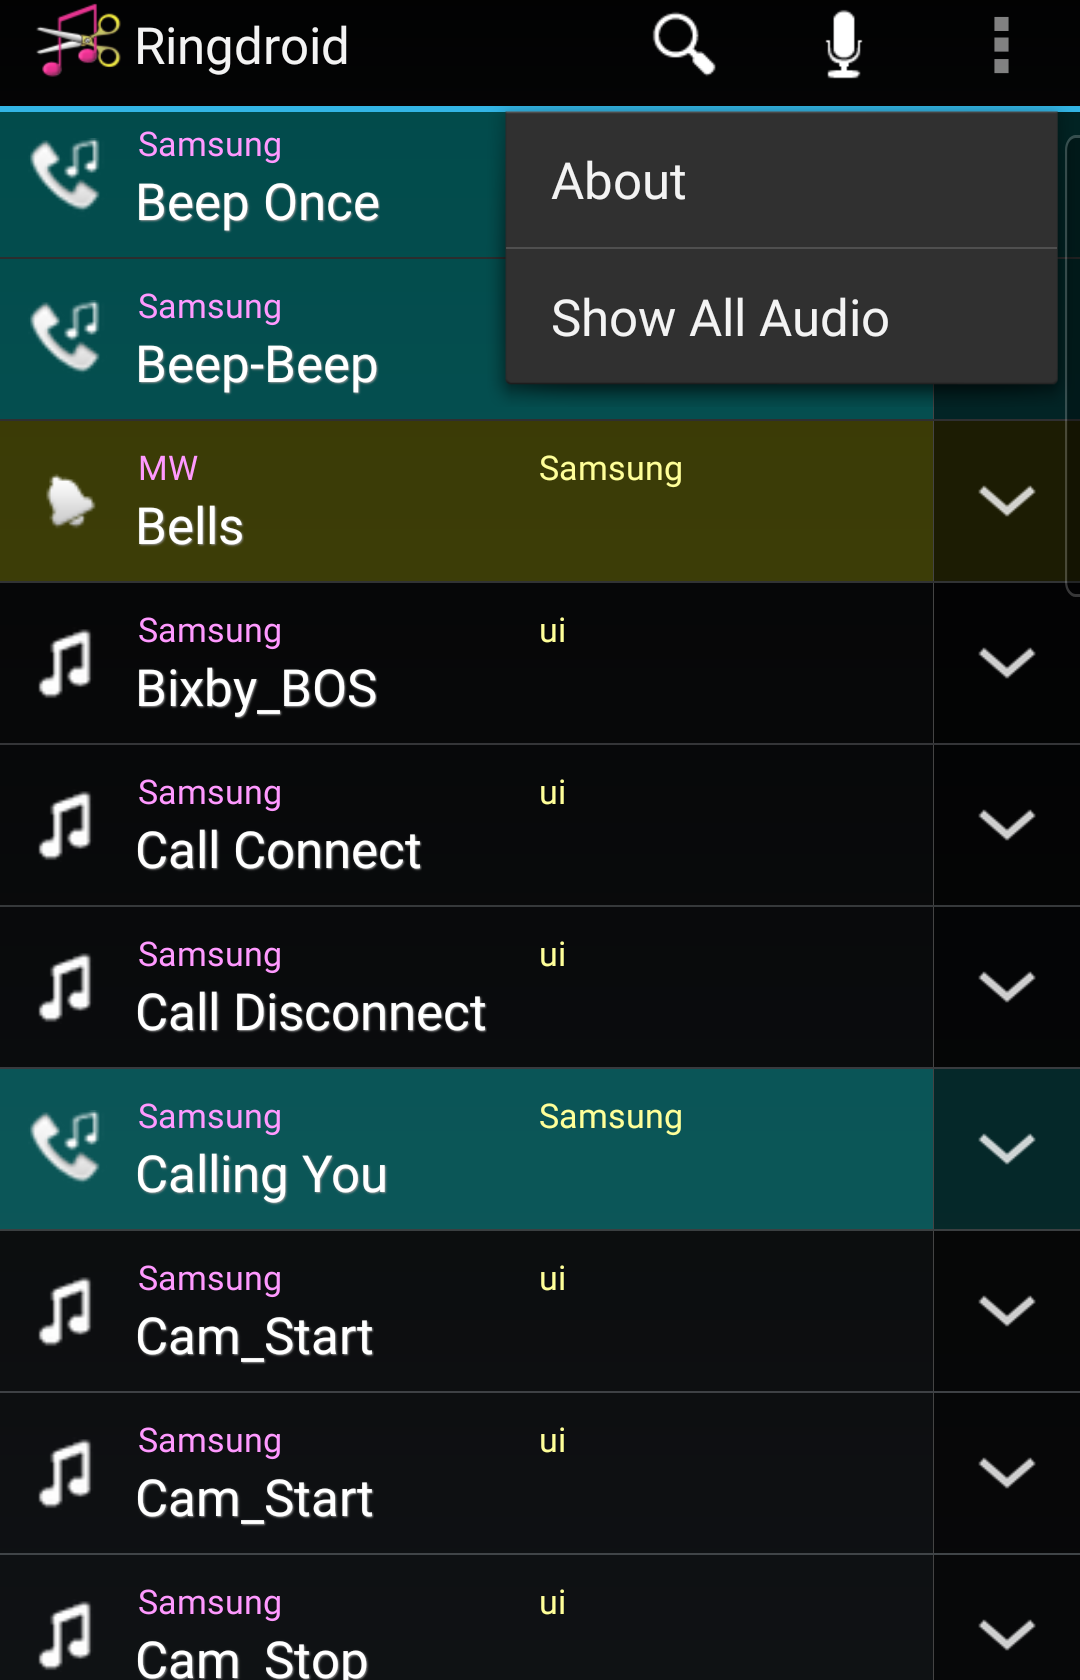 Ringdroid
About
Show All Audio
Samsung
Beep Once
Samsung
Beep-Beep
MW Samsung
Bells
Samsung ui
Bixby_BOS
Samsung ui
Call Connect
Samsung ui
Call Disconnect
Samsung Samsung
Calling You
Samsung ui
Cam_Start
Samsung ui
Cam_Start
Samsung ui
Cam_Stop